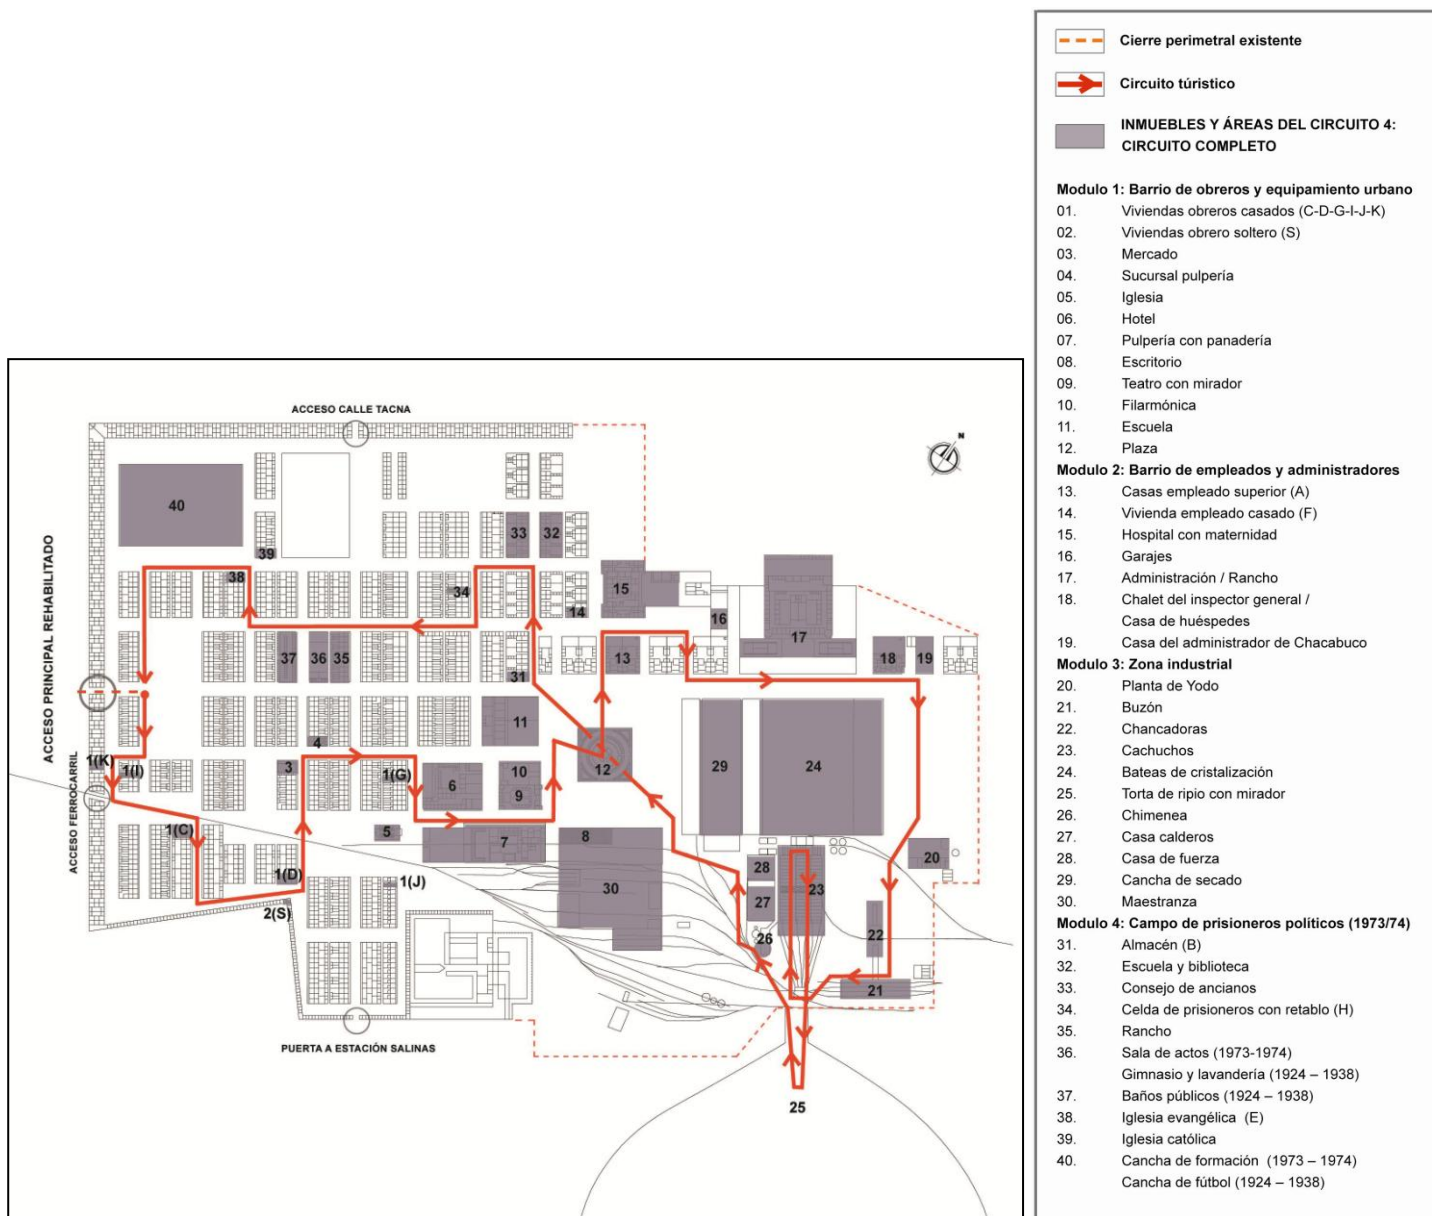 ACCESO CALLE TACNA
N
40
39
33
32
38
34
14
15
16
17
37
36
35
31
13
18
19
ACCESO PRINCIPAL REHABILITADO
11
4
12
29
24
1(K)
1(I)
3
1(G)
6
10
9
ACCESO FERROCARRIL
1(C)
5
7
8
20
28
23
1(D)
1(J)
30
27
2(S)
26
22
21
PUERTA A ESTACIÓN SALINAS
25
Cierre perimetral existente
Circuito túristico
INMUEBLES Y ÁREAS DEL CIRCUITO 4:
CIRCUITO COMPLETO
Modulo 1: Barrio de obreros y equipamiento urbano
01. Viviendas obreros casados (C-D-G-I-J-K)
02. Viviendas obrero soltero (S)
03. Mercado
04. Sucursal pulpería
05. Iglesia
06. Hotel
07. Pulpería con panadería
08. Escritorio
09. Teatro con mirador
10. Filarmónica
11. Escuela
12. Plaza
Modulo 2: Barrio de empleados y administradores
13. Casas empleado superior (A)
14. Vivienda empleado casado (F)
15. Hospital con maternidad
16. Garajes
17. Administración / Rancho
18. Chalet del inspector general /
Casa de huéspedes
19. Casa del administrador de Chacabuco
Modulo 3: Zona industrial
20. Planta de Yodo
21. Buzón
22. Chancadoras
23. Cachuchos
24. Bateas de cristalización
25. Torta de ripio con mirador
26. Chimenea
27. Casa calderos
28. Casa de fuerza
29. Cancha de secado
30. Maestranza
Modulo 4: Campo de prisioneros políticos (1973/74)
31. Almacén (B)
32. Escuela y biblioteca
33. Consejo de ancianos
34. Celda de prisioneros con retablo (H)
35. Rancho
36. Sala de actos (1973-1974)
Gimnasio y lavandería (1924 – 1938)
37. Baños públicos (1924 – 1938)
38. Iglesia evangélica (E)
39. Iglesia católica
40. Cancha de formación (1973 – 1974)
Cancha de fútbol (1924 – 1938)